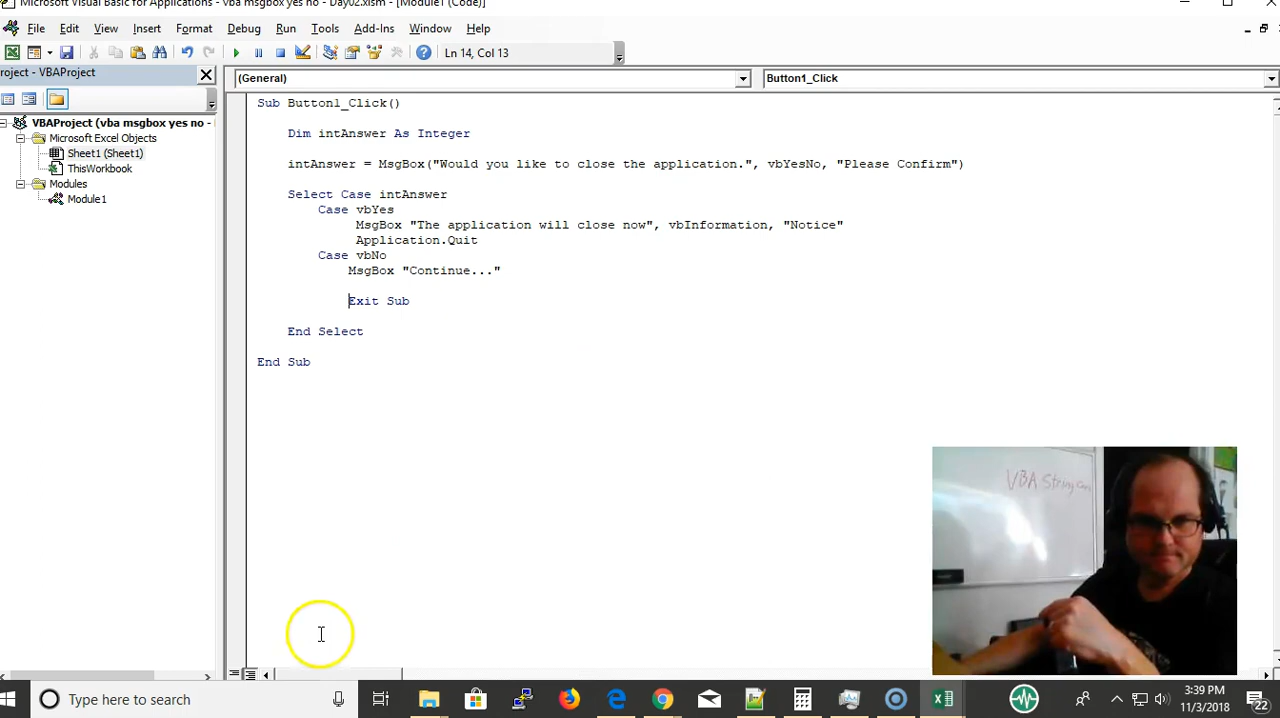 Microsoft Visual Basic for Applications - vba msgbox yes no - Day02.xlsm - [Module1 (Code)]
File Edit View Insert Format Debug Run Tools Add-Ins Window Help
Ln 14, Col 13
roject - VBAProject
(General) Button1_Click
VBAProject (vba msgbox yes no -
Microsoft Excel Objects
Sheet1 (Sheet1)
ThisWorkbook
Modules
Module1
Sub Button1_Click()
Dim intAnswer As Integer
intAnswer = MsgBox("Would you like to close the application.", vbYesNo, "Please Confirm")
Select Case intAnswer
Case vbYes
MsgBox "The application will close now", vbInformation, "Notice"
Application.Quit
Case vbNo
MsgBox "Continue..."
Exit Sub
End Select
End Sub
VBA String
Type here to search
3:39 PM
11/3/2018
22